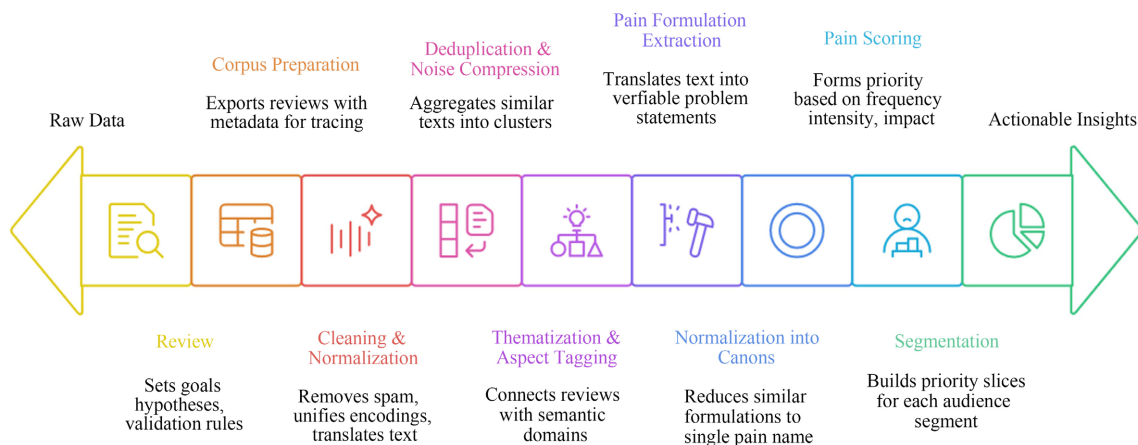 Raw Data
Corpus Preparation
Exports reviews with
metadata for tracing
Deduplication &
Noise Compression
Aggregates similar
texts into clusters
Pain Formulation
Extraction
Translates text into
verfiable problem
statements
Pain Scoring
Forms priority
based on frequency
intensity, impact
Actionable Insights
Review
Sets goals
hypotheses,
validation rules
Cleaning &
Normalization
Removes spam,
unifies encodings,
translates text
Thematization &
Aspect Tagging
Connects reviews
with semantic
domains
Normalization into
Canons
Reduces similar
formulations to
single pain name
Segmentation
Builds priority slices
for each audience
segment